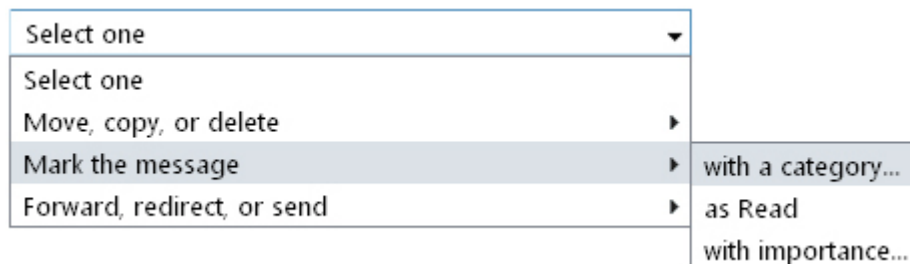 Select one
Select one
Move, copy, or delete
Mark the message
with a category...
Forward, redirect, or send
as Read
with importance...